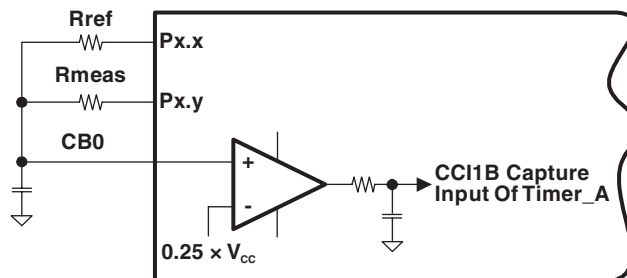 Rref
Px.x
Rmeas
Px.y
CB0
+
-
0.25 × VCC
CCI1B Capture
Input Of Timer_A